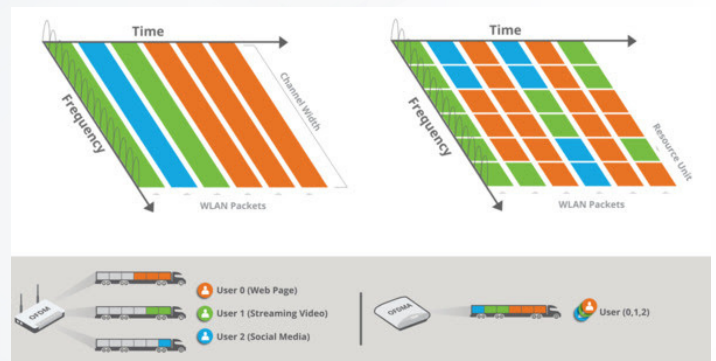 Time
Frequency
Channel Width
WLAN Packets
Time
Frequency
Resource Unit
WLAN Packets
OFDM
User 0 (Web Page)
User 1 (Streaming Video)
User 2 (Social Media)
OFDMA
User (0,1,2)